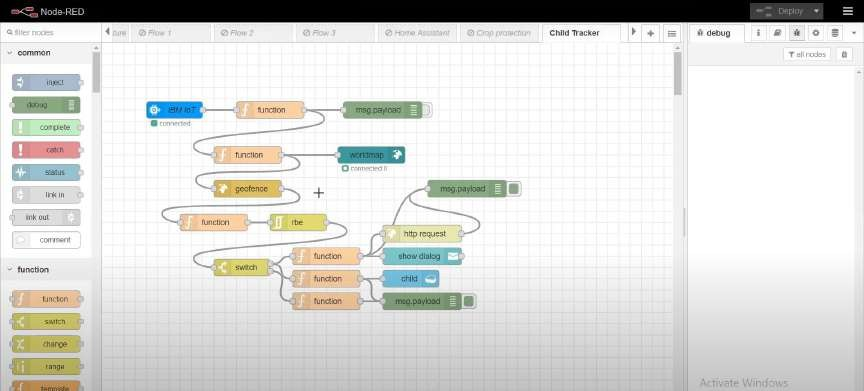 Node-RED
Deploy
filter nodes
ture
Flow 1
Flow 2
Flow 3
Home Assistant
Crop protection
Child Tracker
debug
all nodes
common
inject
debug
complete
catch
status
link in
link out
comment
function
function
switch
change
range
template
IBM IoT
connected
function
msg.payload
function
worldmap
geofence
msg.payload
function
rbe
http request
switch
function
show dialog
function
child
function
msg.payload
Activate Windows